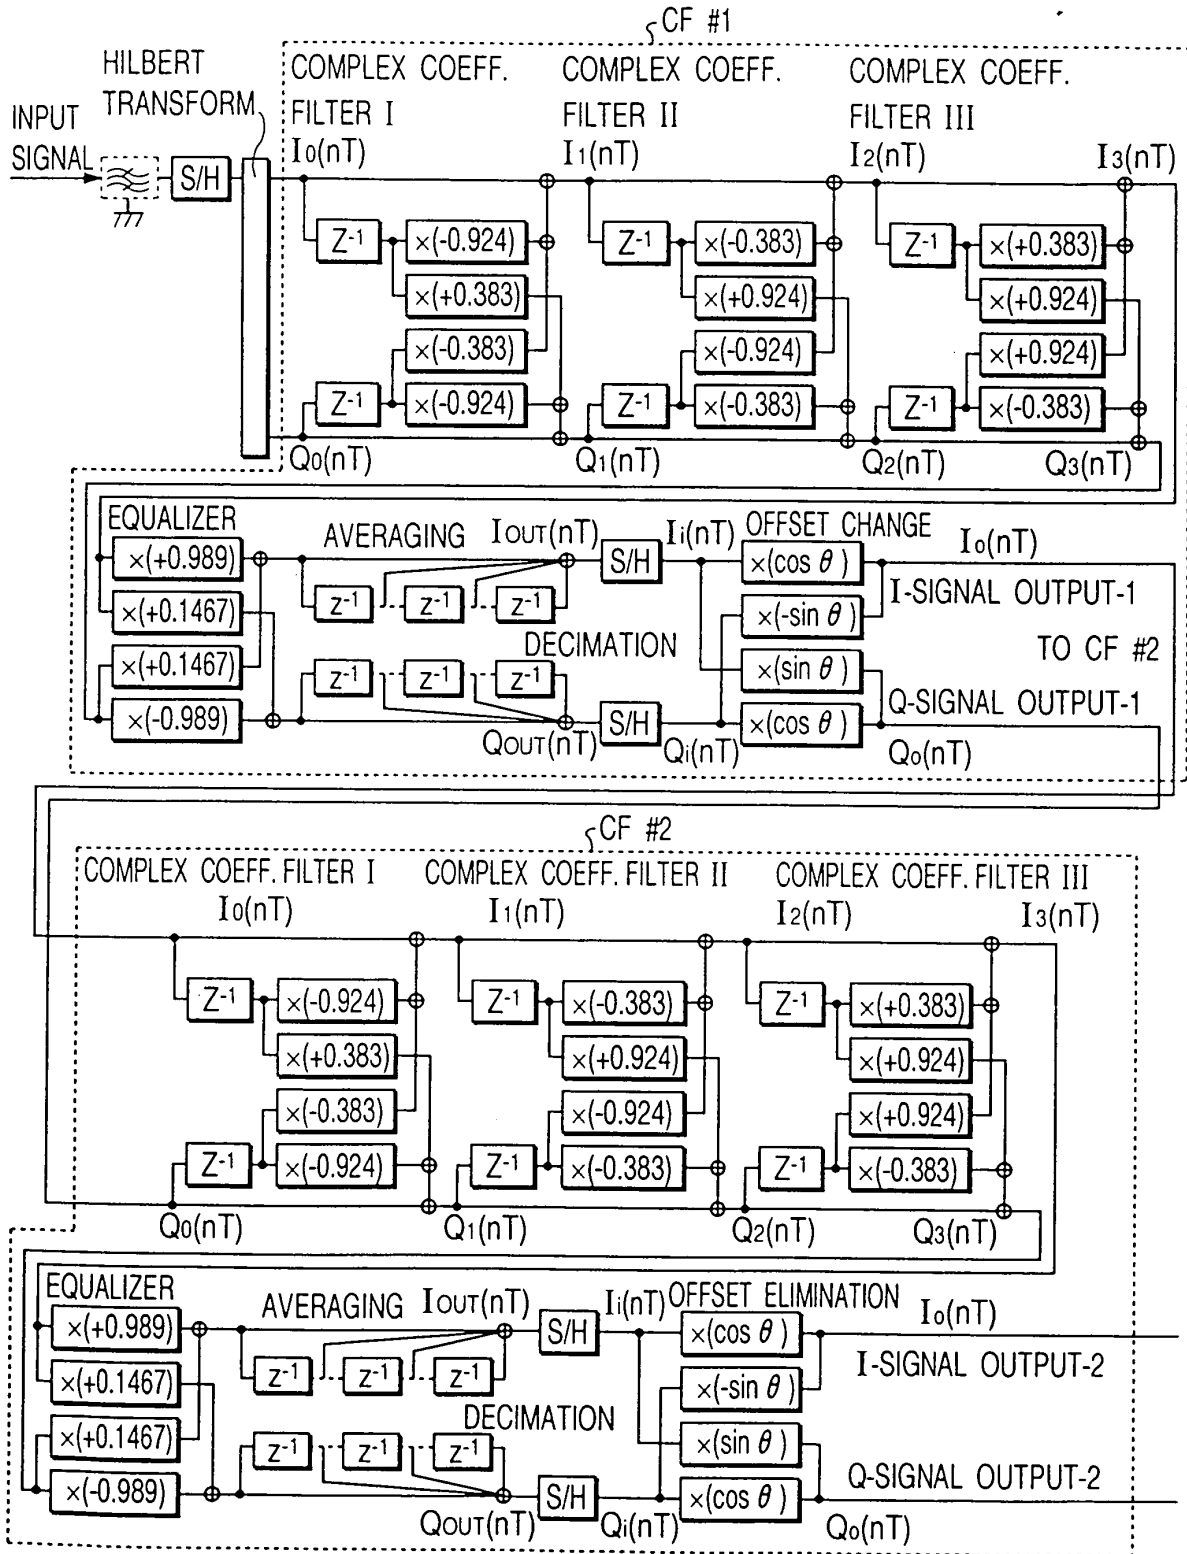 CF #1
HILBERT
TRANSFORM
INPUT
SIGNAL
S/H
COMPLEX COEFF.
FILTER I
COMPLEX COEFF.
FILTER II
COMPLEX COEFF.
FILTER III
I0(nT)
I1(nT)
I2(nT)
I3(nT)
Z-1
×(-0.924)
×(+0.383)
×(-0.383)
Z-1
×(-0.924)
Z-1
×(-0.383)
×(+0.924)
×(-0.924)
Z-1
×(-0.383)
Z-1
×(+0.383)
×(+0.924)
×(+0.924)
Z-1
×(-0.383)
Q0(nT)
Q1(nT)
Q2(nT)
Q3(nT)
EQUALIZER
×(+0.989)
×(+0.1467)
×(+0.1467)
×(-0.989)
AVERAGING
IOUT(nT)
z-1
z-1
z-1
DECIMATION
z-1
z-1
z-1
QOUT(nT)
S/H
S/H
Ii(nT)
Qi(nT)
OFFSET CHANGE
×(cos θ)
×(-sin θ)
×(sin θ)
×(cos θ)
Io(nT)
I-SIGNAL OUTPUT-1
TO CF #2
Q-SIGNAL OUTPUT-1
Qo(nT)
CF #2
COMPLEX COEFF. FILTER I
COMPLEX COEFF. FILTER II
COMPLEX COEFF. FILTER III
I0(nT)
I1(nT)
I2(nT)
I3(nT)
Z-1
×(-0.924)
×(+0.383)
×(-0.383)
Z-1
×(-0.924)
Z-1
×(-0.383)
×(+0.924)
×(-0.924)
Z-1
×(-0.383)
Z-1
×(+0.383)
×(+0.924)
×(+0.924)
Z-1
×(-0.383)
Q0(nT)
Q1(nT)
Q2(nT)
Q3(nT)
EQUALIZER
×(+0.989)
×(+0.1467)
×(+0.1467)
×(-0.989)
AVERAGING
IOUT(nT)
z-1
z-1
z-1
DECIMATION
z-1
z-1
z-1
QOUT(nT)
S/H
S/H
Ii(nT)
Qi(nT)
OFFSET ELIMINATION
×(cos θ)
×(-sin θ)
×(sin θ)
×(cos θ)
Io(nT)
I-SIGNAL OUTPUT-2
Q-SIGNAL OUTPUT-2
Qo(nT)